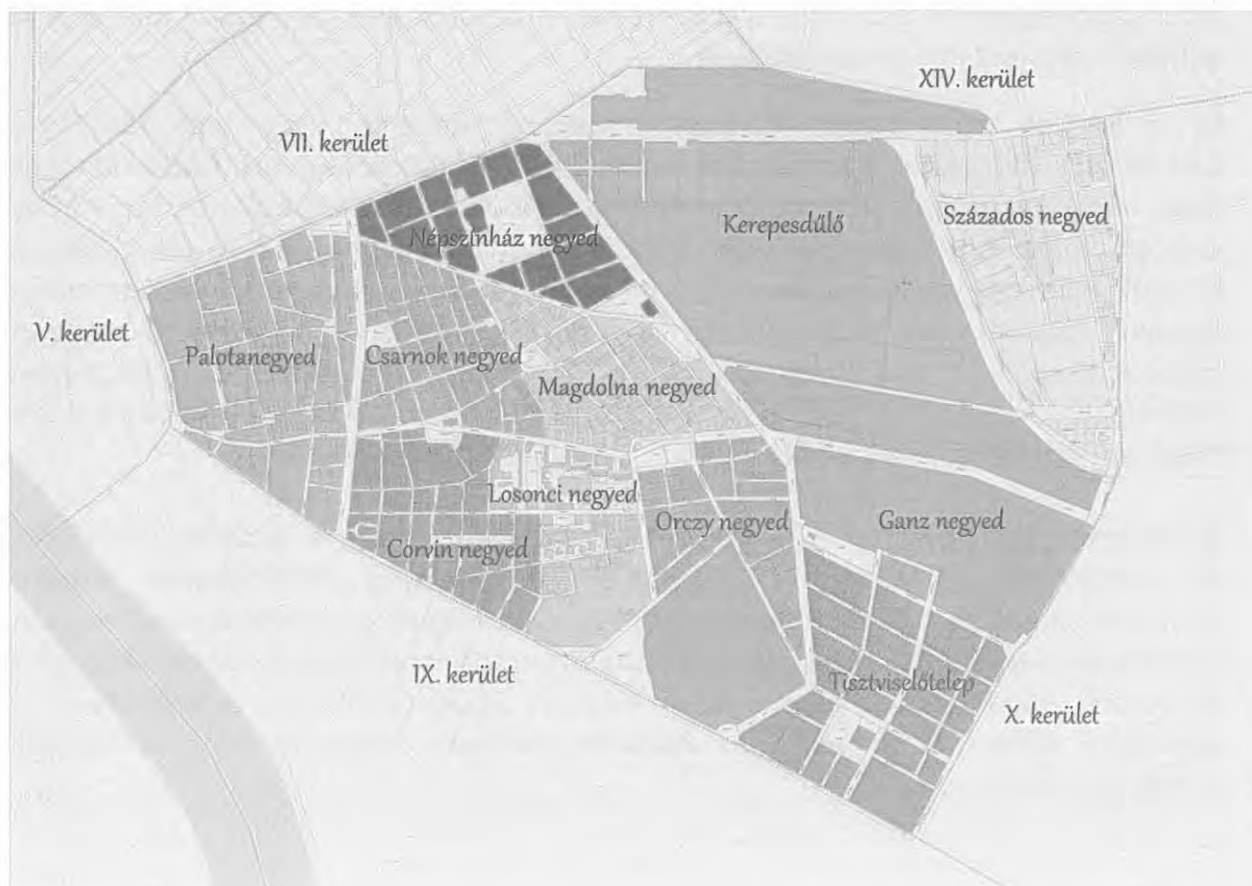 XIV. kerület
VII. kerület
Százados negyed
Kerepesdűlő
Népszínház negyed
V. kerület
Palotanegyed
Csarnok negyed
Magdolna negyed
Losonci negyed
Orczy negyed
Ganz negyed
Corvin negyed
IX. kerület
Tisztviselőtelep
X. kerület